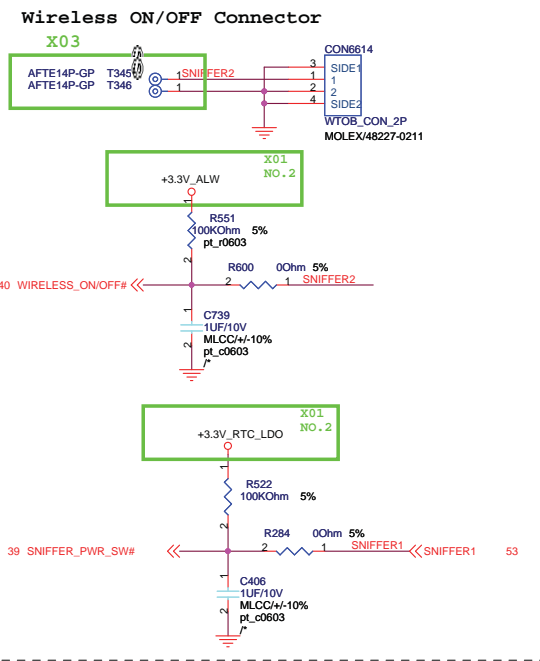 Wireless ON/OFF Connector
X03
CON6614
AFTE14P-GP T345 1 SNIFFER2 3 SIDE1
AFTE14P-GP T346 1 1 1
2 2
4 SIDE2
WTOB_CON_2P
MOLEX/48227-0211
X01
NO.2
+3.3V_ALW
1
R551
100KOhm 5%
pt_r0603
2
R600 0Ohm 5%
40 WIRELESS_ON/OFF# 2 1 SNIFFER2
1
C739
1UF/10V
MLCC/+/-10%
2 pt_c0603
/*
X01
NO.2
+3.3V_RTC_LDO
1
R522
100KOhm 5%
2
R284 0Ohm 5%
39 SNIFFER_PWR_SW# 2 1 SNIFFER1 SNIFFER1 53
1
C406
1UF/10V
MLCC/+/-10%
2 pt_c0603
/*